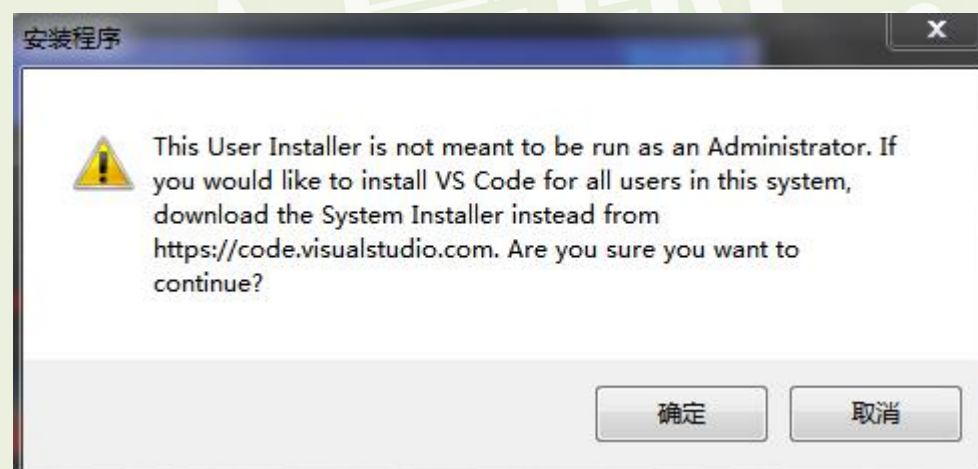 安装程序
This User Installer is not meant to be run as an Administrator. If
you would like to install VS Code for all users in this system,
download the System Installer instead from
https://code.visualstudio.com. Are you sure you want to
continue?
确定
取消